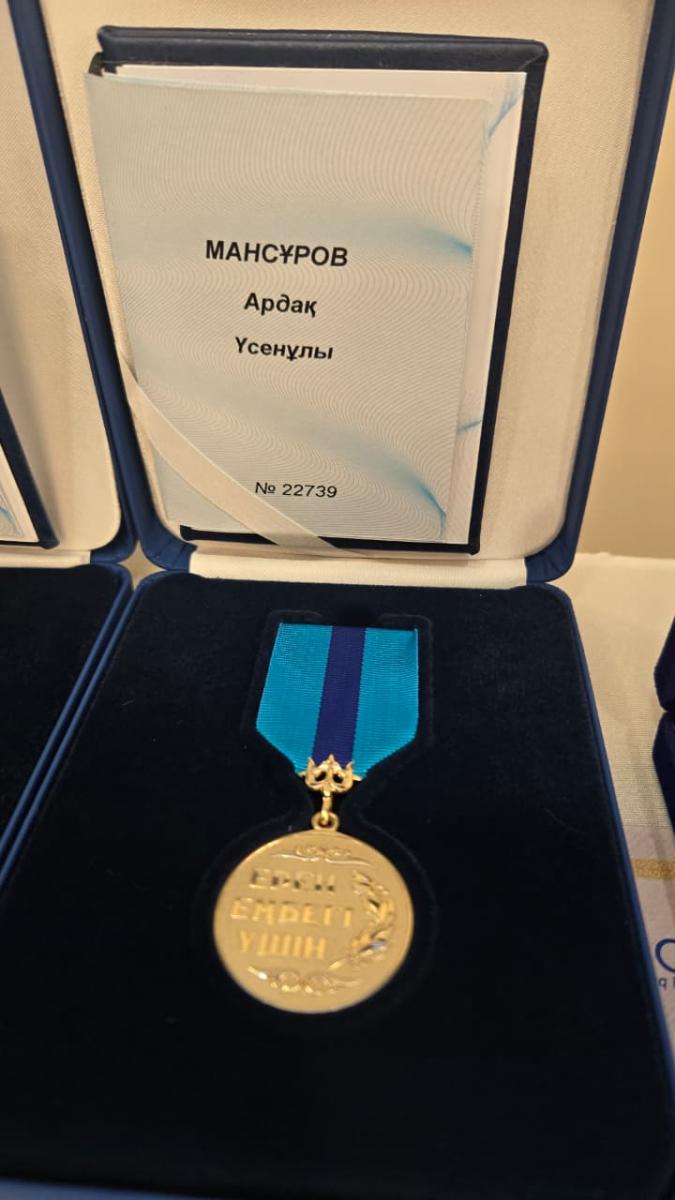 МАНСҰРОВ
Ардақ
Үсенұлы
№ 22739
ЕРЕН
ЕҢБЕГІ
ҮШІН